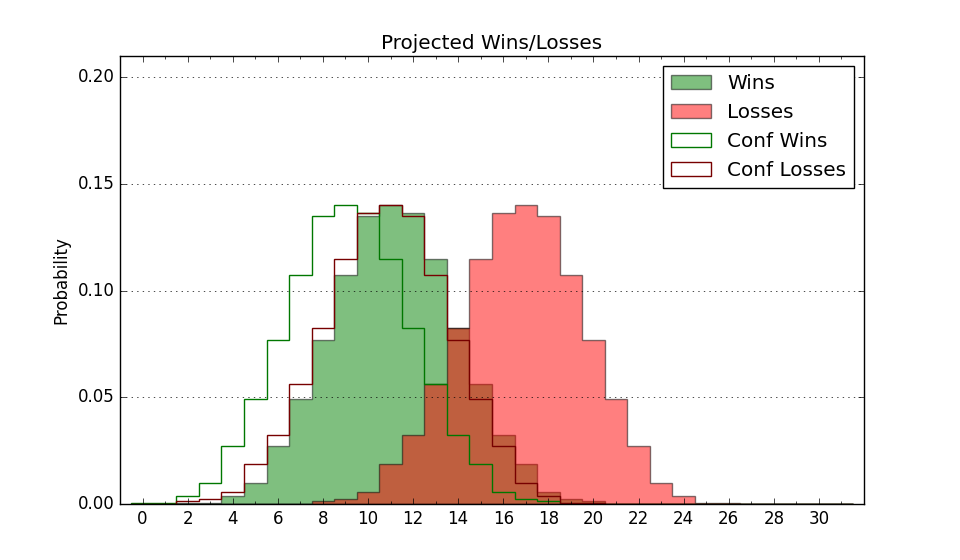 Projected Wins/Losses
Probability
0.20
0.15
0.10
0.05
0.00
0 2 4 6 8 10 12 14 16 18 20 22 24 26 28 30
Wins
Losses
Conf Wins
Conf Losses